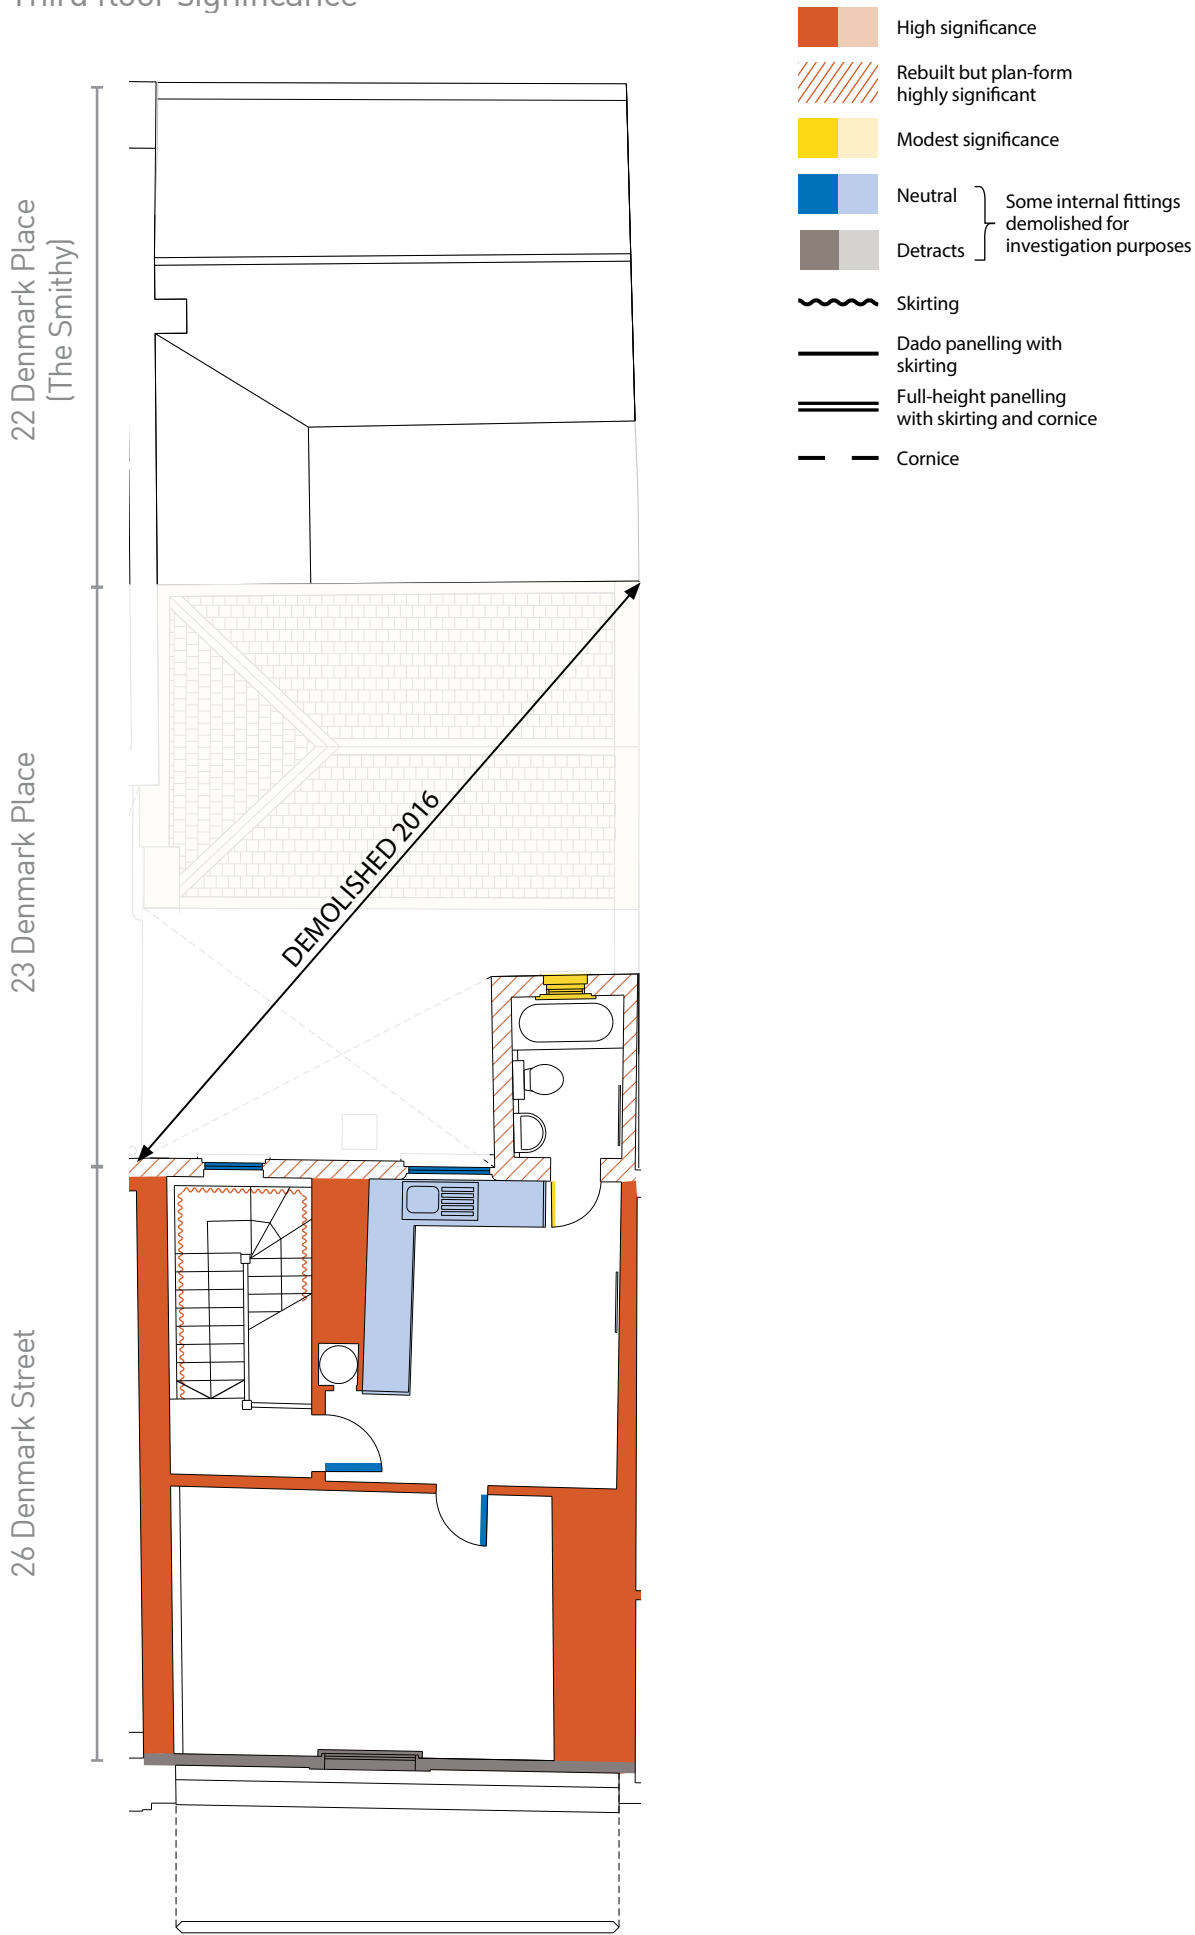 Third floor Significance
High significance
Rebuilt but plan-form
highly significant
Modest significance
Neutral
Detracts
Some internal fittings
demolished for
investigation purposes
Skirting
Dado panelling with
skirting
Full-height panelling
with skirting and cornice
Cornice
22 Denmark Place
(The Smithy)
23 Denmark Place
DEMOLISHED 2016
26 Denmark Street